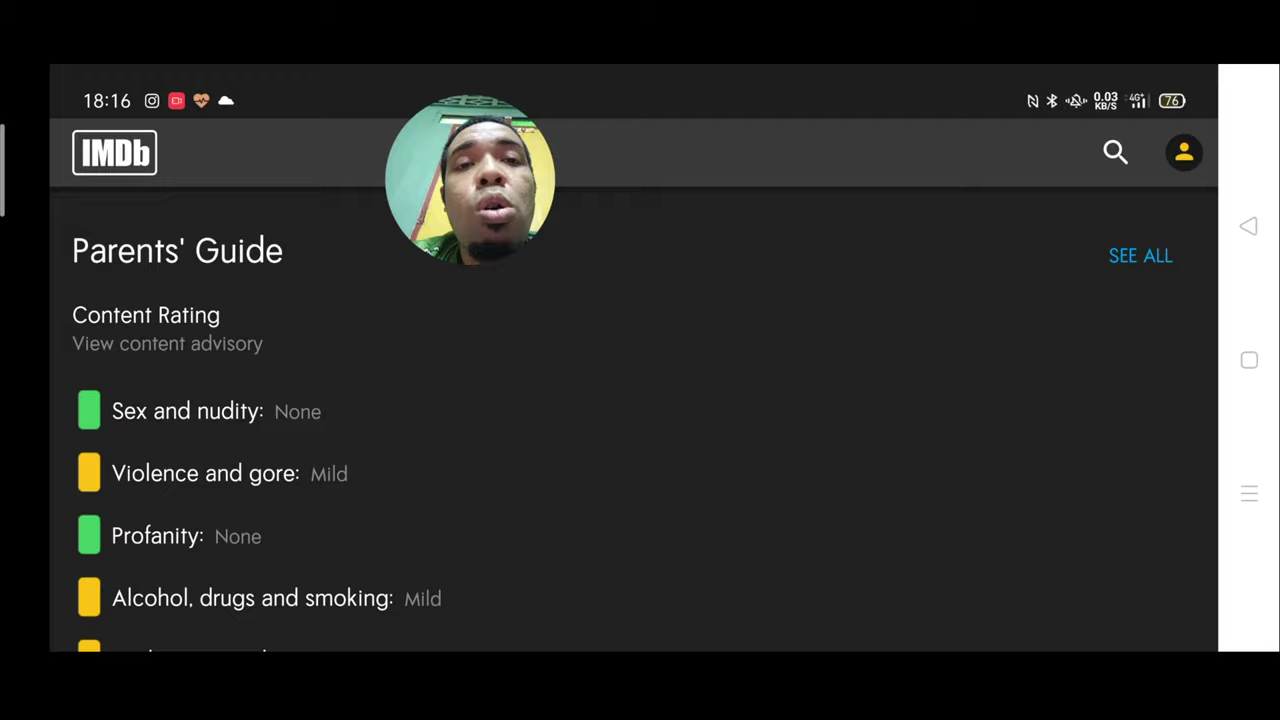 18:16
0.03
KB/S
4G+
76
IMDb
Parents' Guide
SEE ALL
Content Rating
View content advisory
Sex and nudity: None
Violence and gore: Mild
Profanity: None
Alcohol, drugs and smoking: Mild